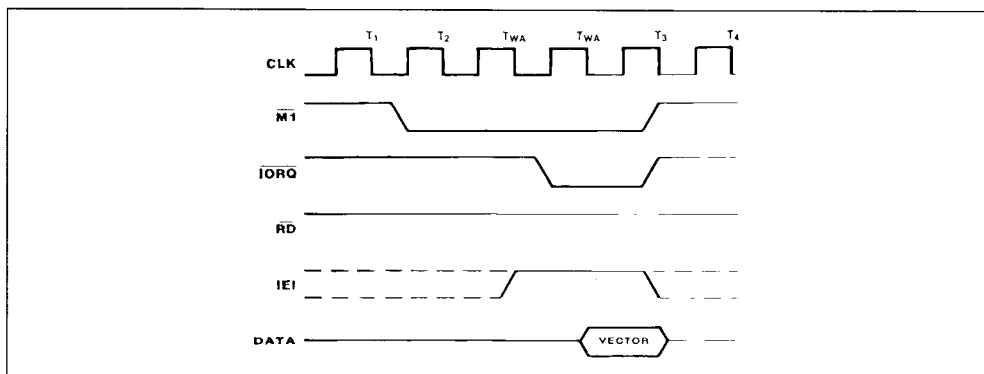 T1 T2 TWA TWA T3 T4
CLK
M1
IORQ
RD
IEI
DATA VECTOR